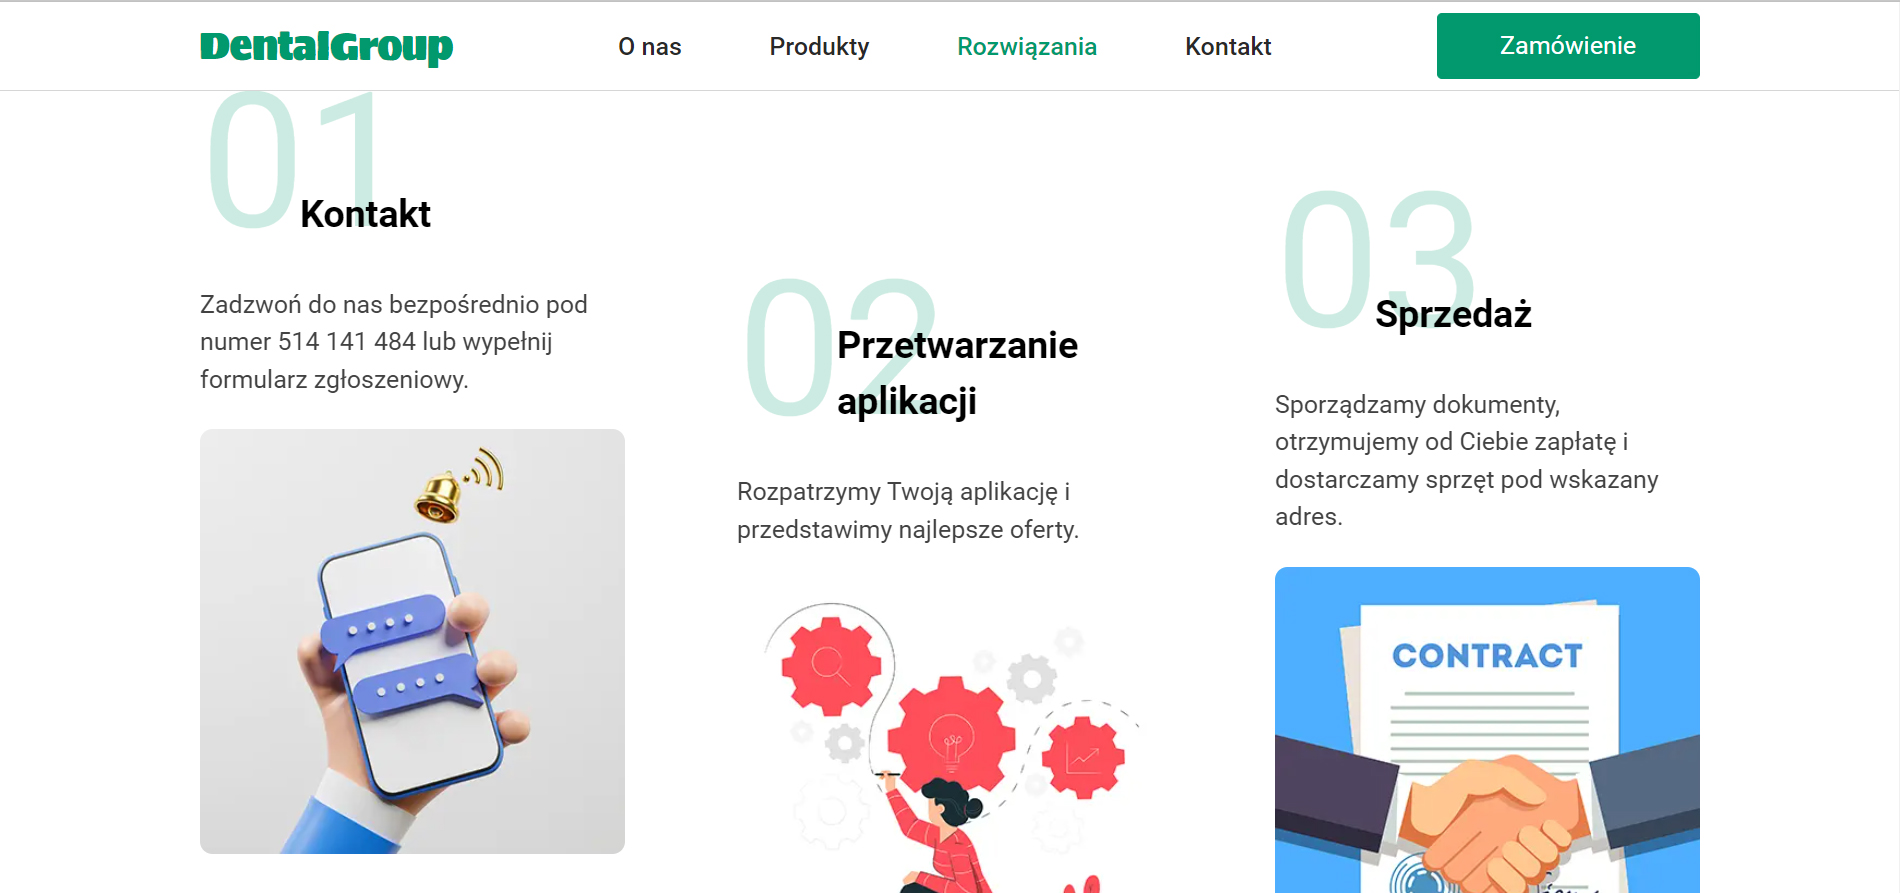 DentalGroup
O nas
Produkty
Rozwiązania
Kontakt
Zamówienie
01
Kontakt
Zadzwoń do nas bezpośrednio pod
numer 514 141 484 lub wypełnij
formularz zgłoszeniowy.
02
Przetwarzanie
aplikacji
Rozpatrzymy Twoją aplikację i
przedstawimy najlepsze oferty.
03
Sprzedaż
Sporządzamy dokumenty,
otrzymujemy od Ciebie zapłatę i
dostarczamy sprzęt pod wskazany
adres.
CONTRACT